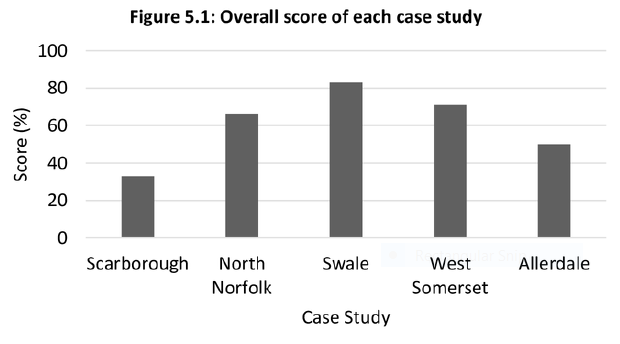 Figure 5.1: Overall score of each case study
100
80
60
40
20
0
Score (%)
Scarborough
North
Norfolk
Swale
West
Somerset
Allerdale
Case Study